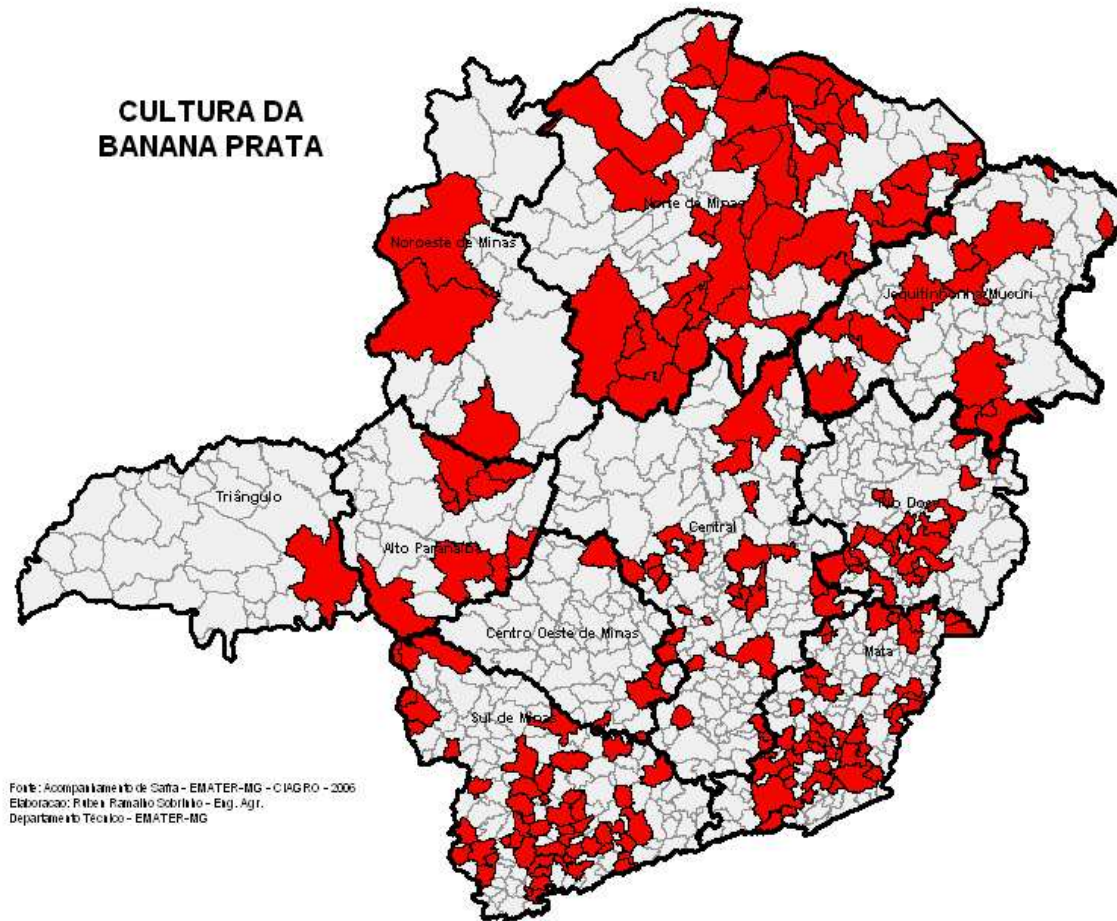 CULTURA DA
BANANA PRATA
Norte de Minas
Noroeste de Minas
Jequitinhonha/Mucuri
Triângulo
Rio Doce
Central
Alto Paranaíba
Centro Oeste de Minas
Mata
Sul de Minas
Fonte: Acompanhamento de Safra - EMATER-MG - CIAGRO - 2006
Elaboracao: Ruben Ramalho Sobrinho - Eng. Agr.
Departamento Técnico - EMATER-MG